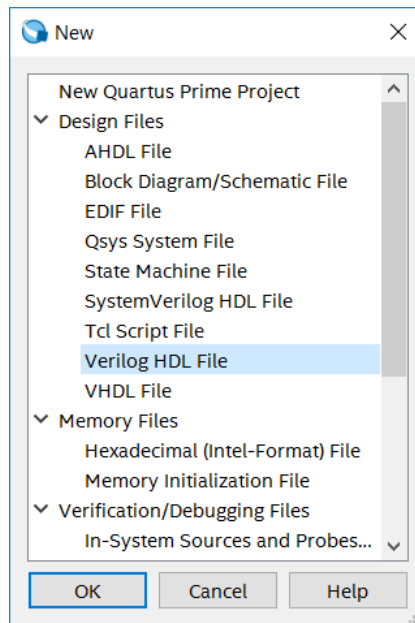 New
New Quartus Prime Project
Design Files
AHDL File
Block Diagram/Schematic File
EDIF File
Qsys System File
State Machine File
SystemVerilog HDL File
Tcl Script File
Verilog HDL File
VHDL File
Memory Files
Hexadecimal (Intel-Format) File
Memory Initialization File
Verification/Debugging Files
In-System Sources and Probes...
OK Cancel Help